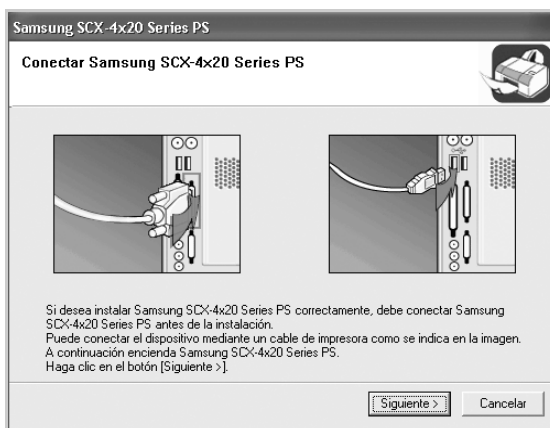 Samsung SCX-4x20 Series PS
Conectar Samsung SCX-4x20 Series PS
Si desea instalar Samsung SCX-4x20 Series PS correctamente, debe conectar Samsung
SCX-4x20 Series PS antes de la instalación.
Puede conectar el dispositivo mediante un cable de impresora como se indica en la imagen.
A continuación encienda Samsung SCX-4x20 Series PS.
Haga clic en el botón [Siguiente >].
Siguiente >
Cancelar